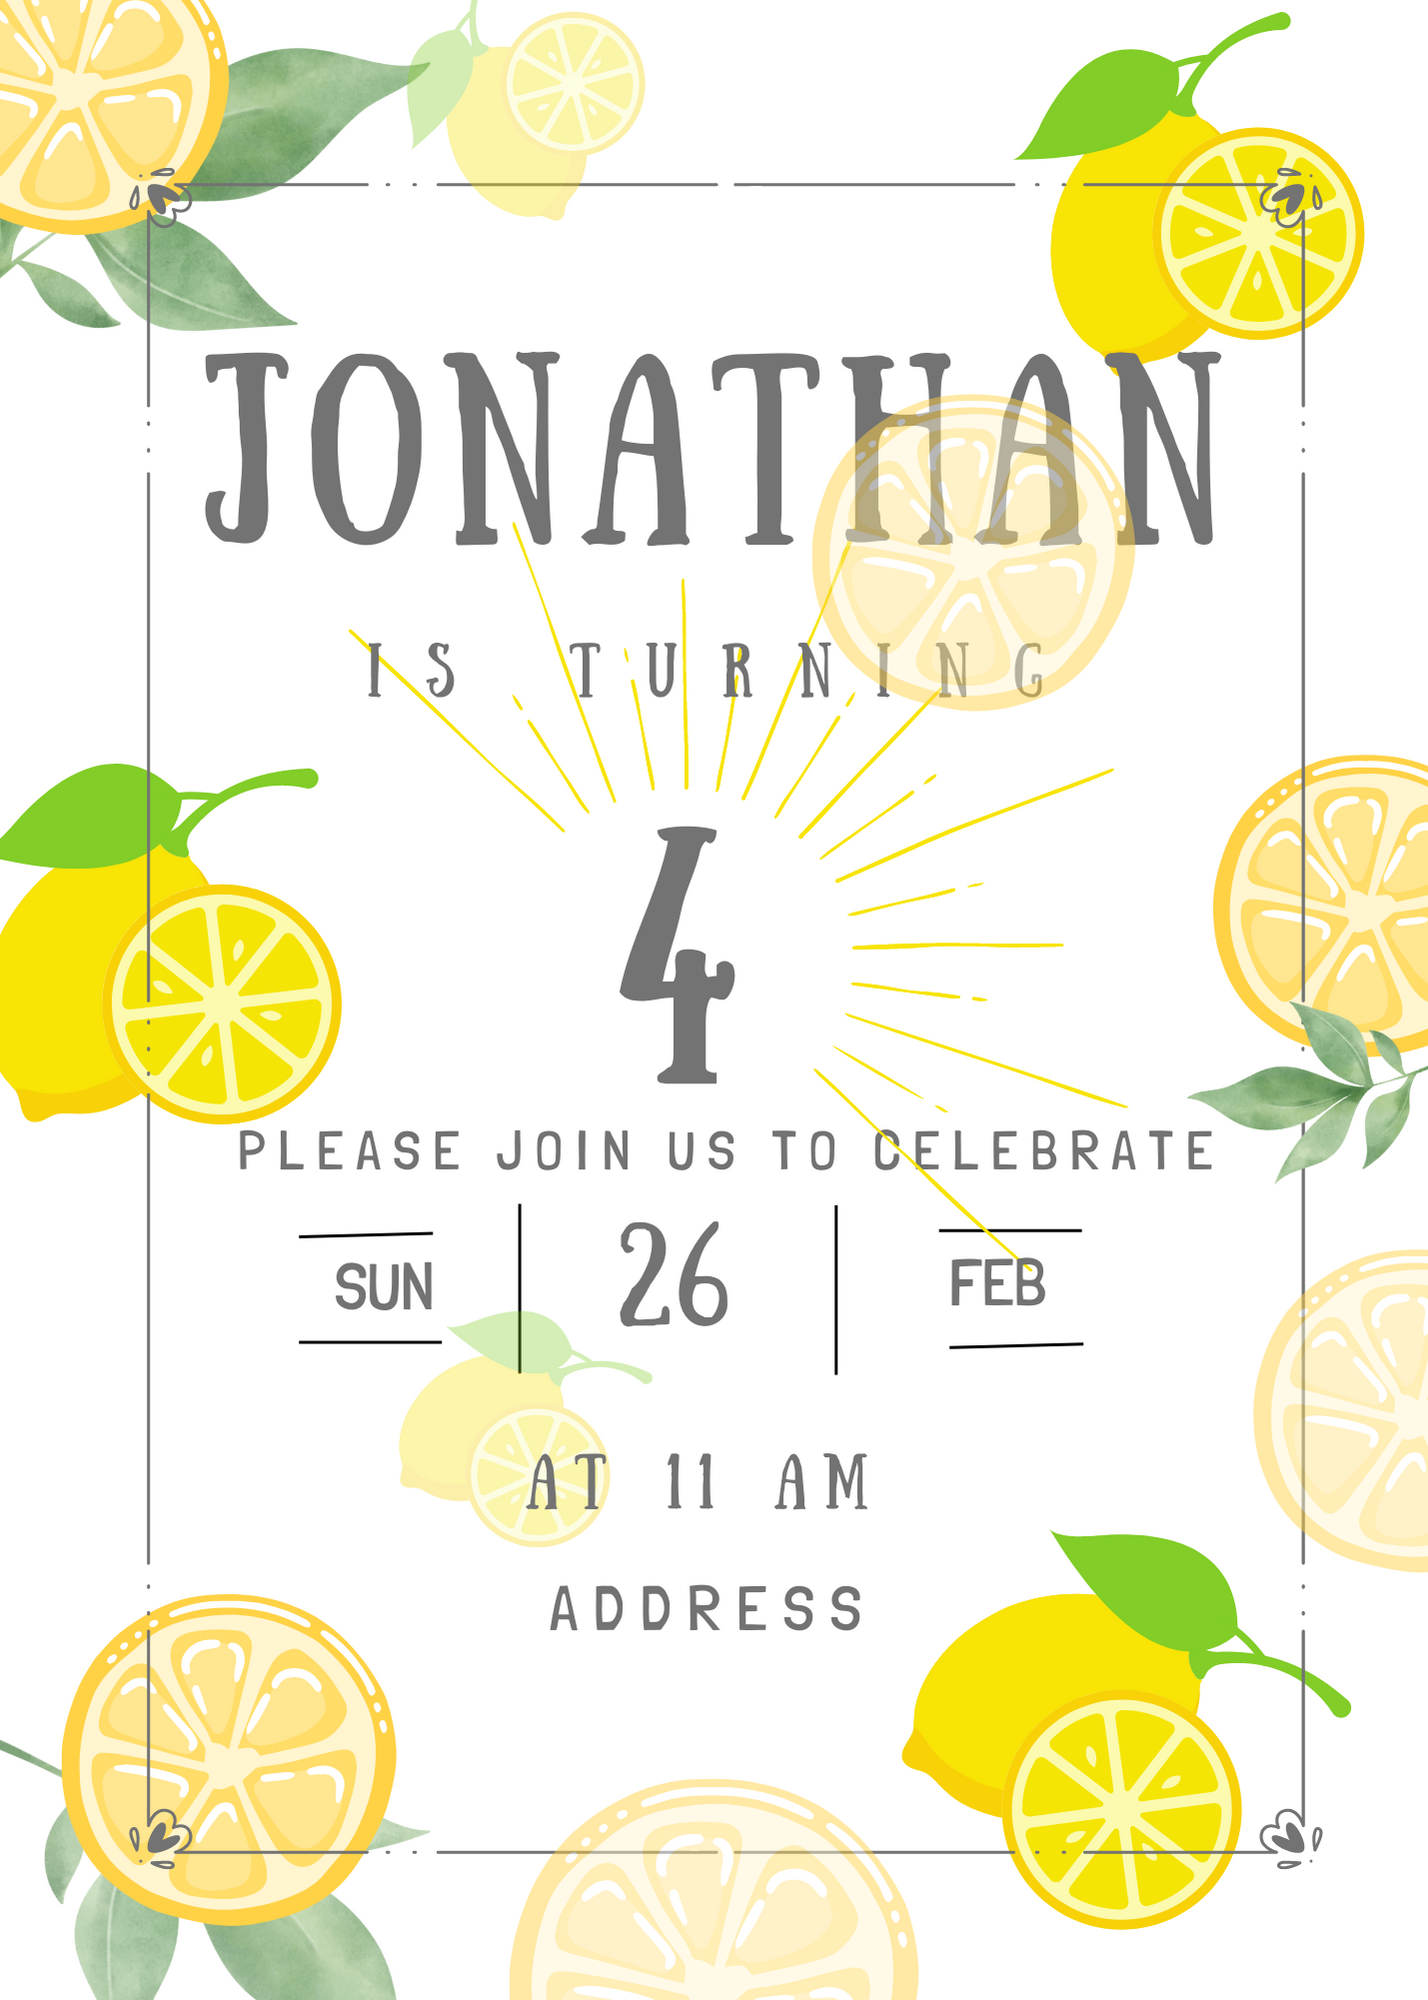 JONATHAN
IS TURNING
4
PLEASE JOIN US TO CELEBRATE
SUN 26 FEB
AT 11 AM
ADDRESS